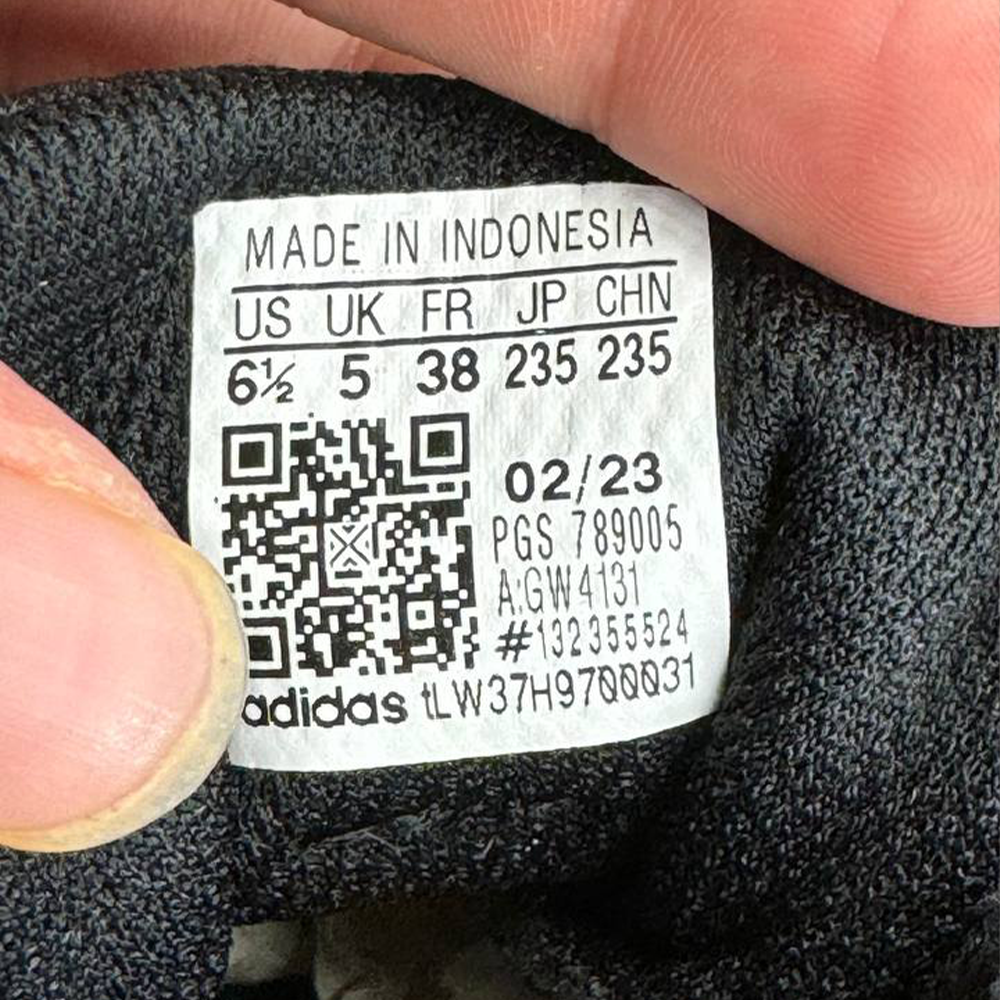 MADE IN INDONESIA
US UK FR JP CHN
6½ 5 38 235 235
02/23
PGS 789005
A:GW4131
#132355524
adidas tLW37H9700031